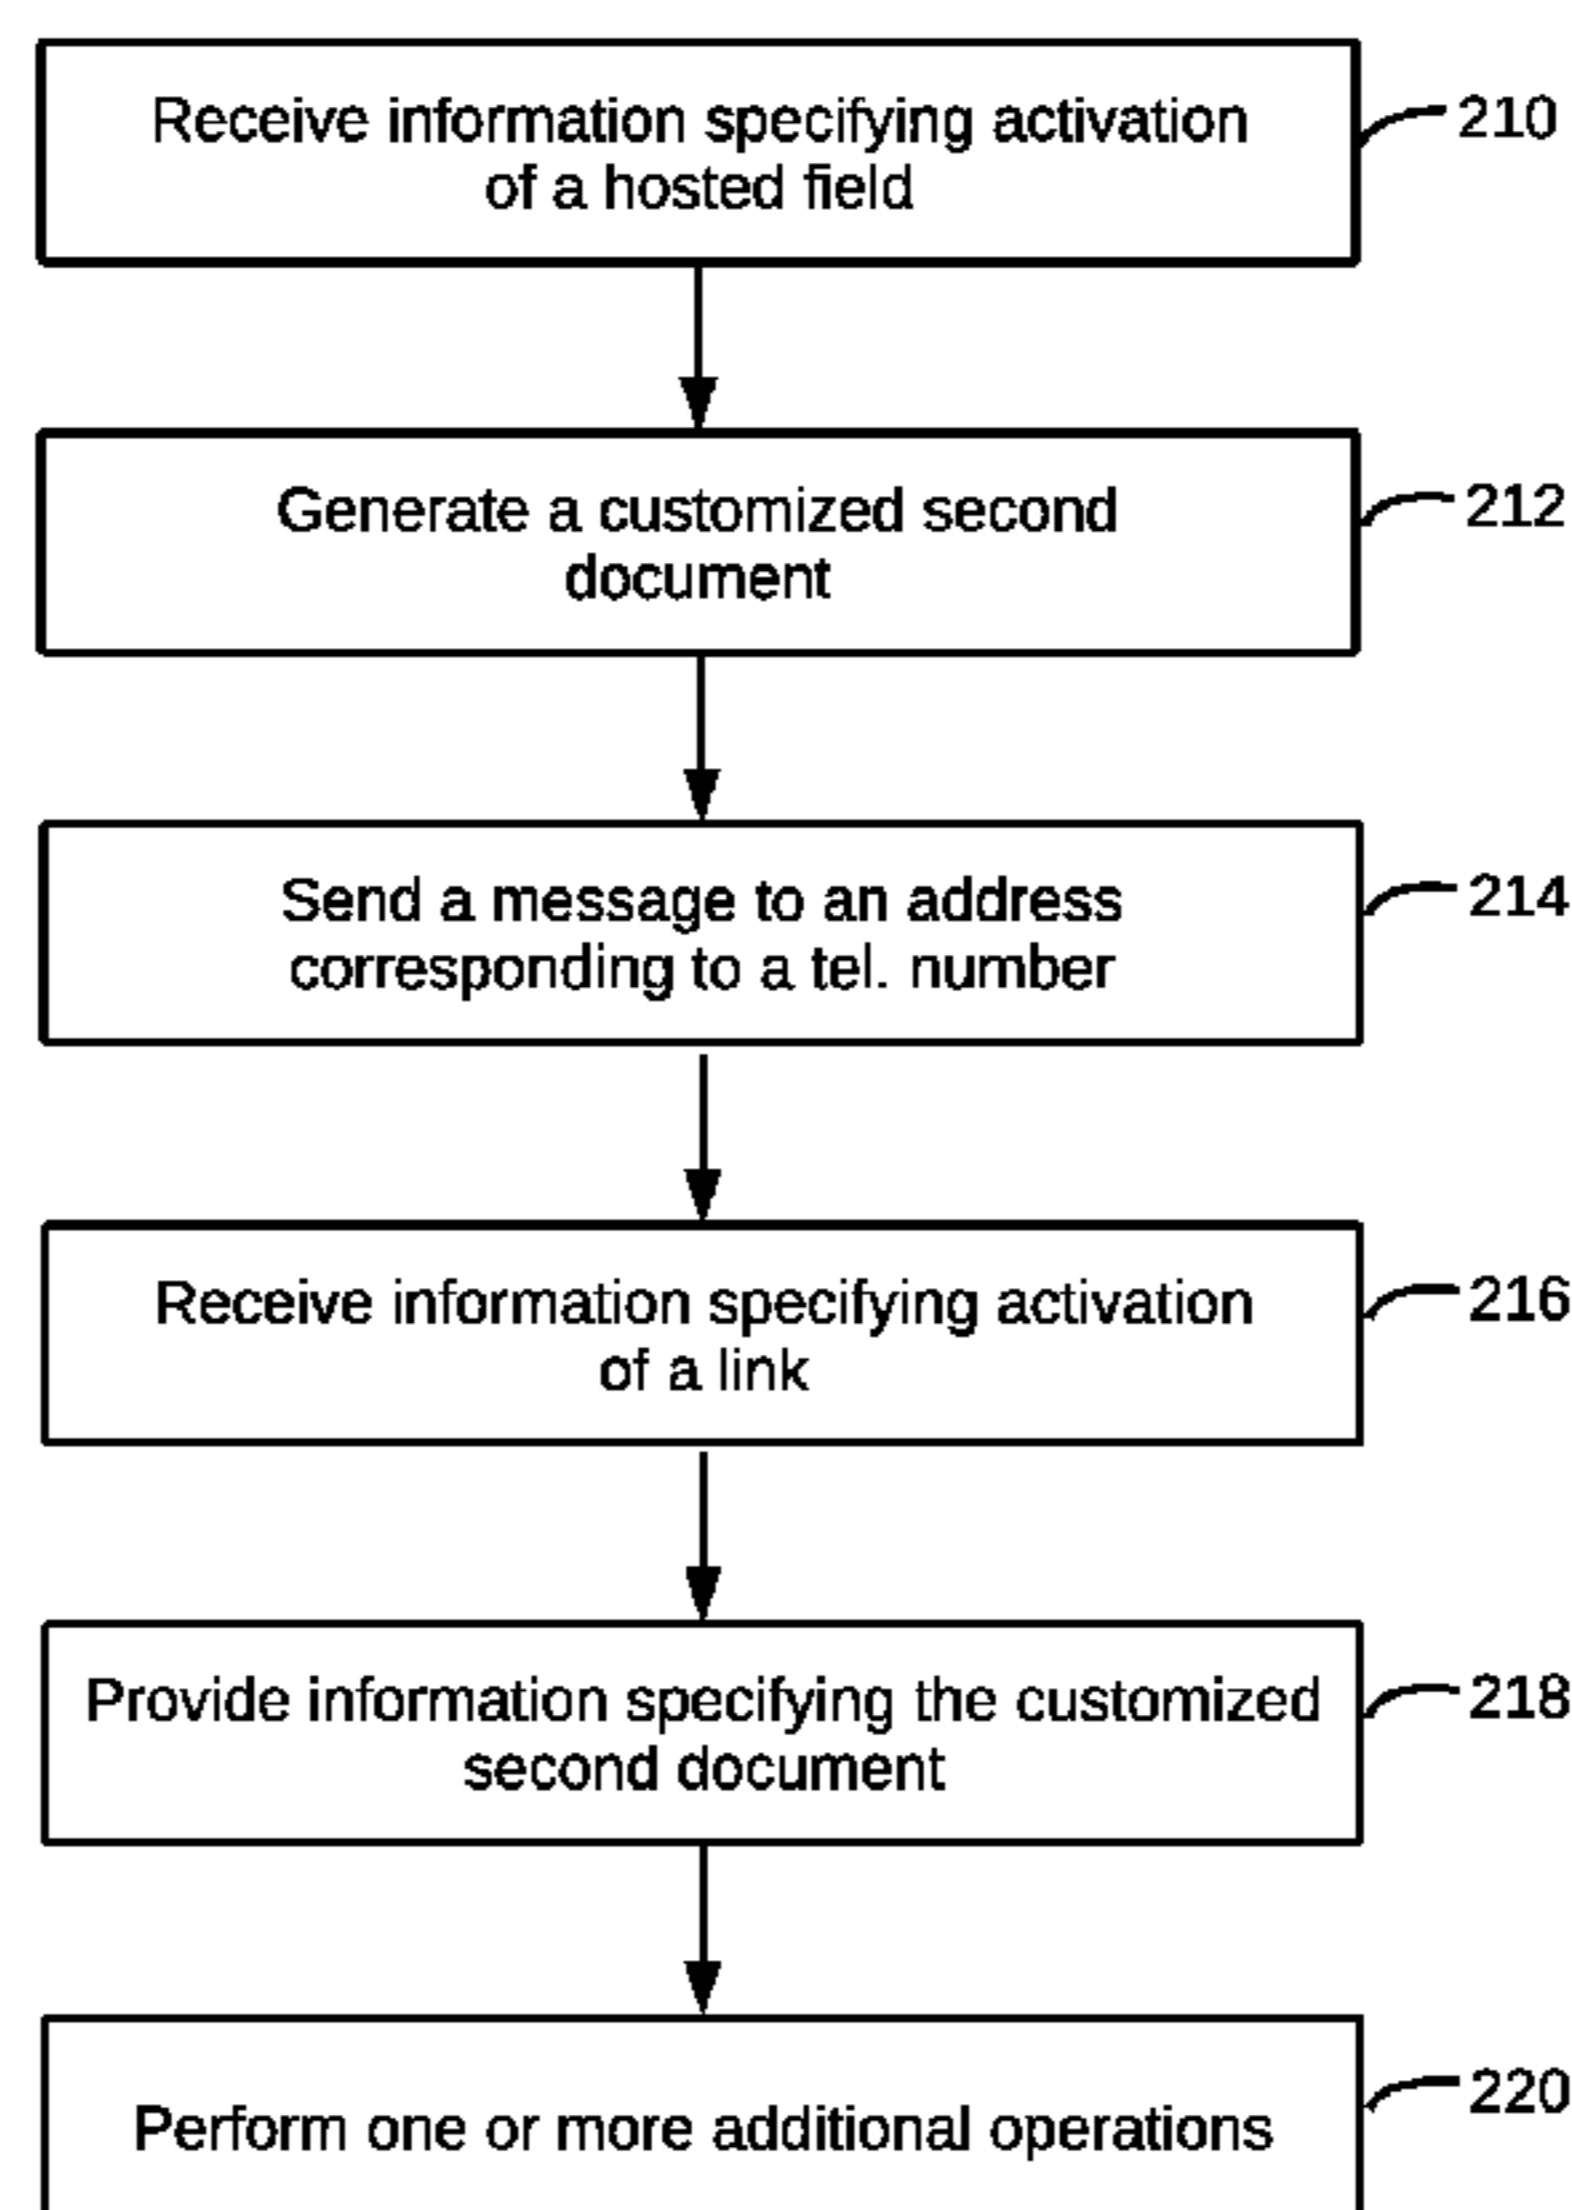 Receive information specifying activation
of a hosted field
210
Generate a customized second
document
212
Send a message to an address
corresponding to a tel. number
214
Receive information specifying activation
of a link
216
Provide information specifying the customized
second document
218
Perform one or more additional operations
220